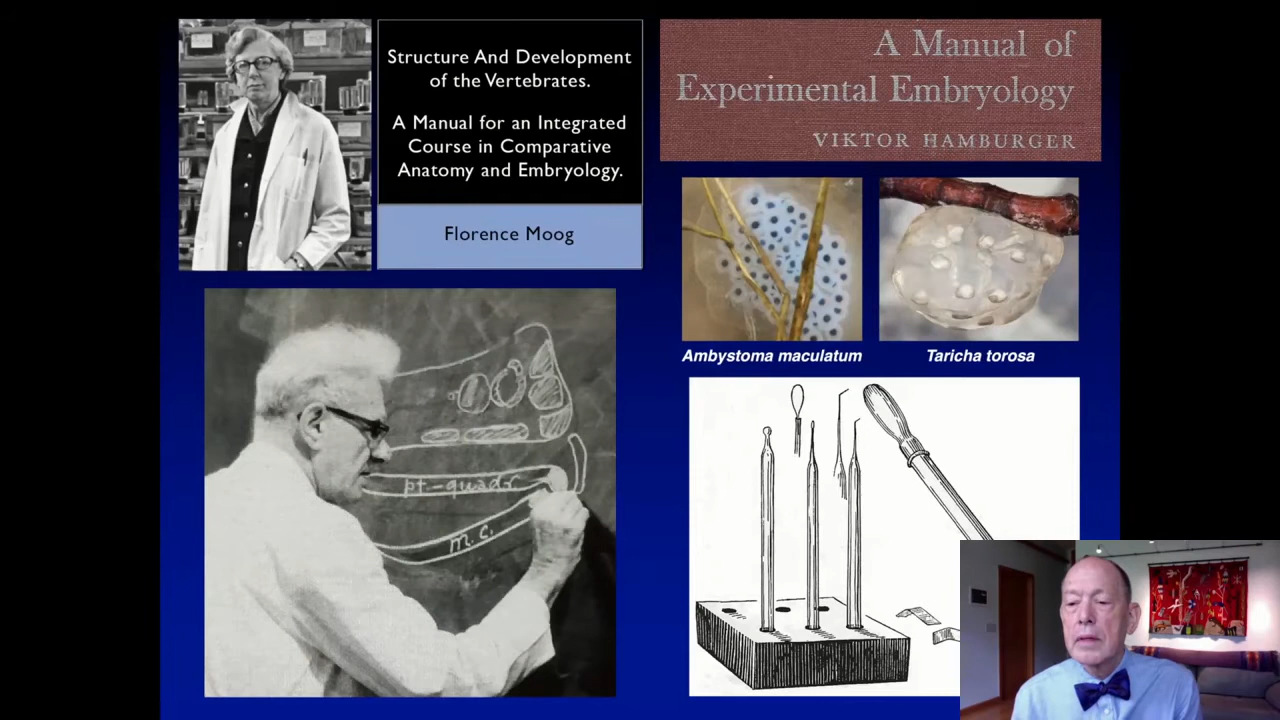 Structure And Development
of the Vertebrates.
A Manual for an Integrated
Course in Comparative
Anatomy and Embryology.
Florence Moog
A Manual of
Experimental Embryology
VIKTOR HAMBURGER
Ambystoma maculatum
Taricha torosa
pt.-quadr
M.C.